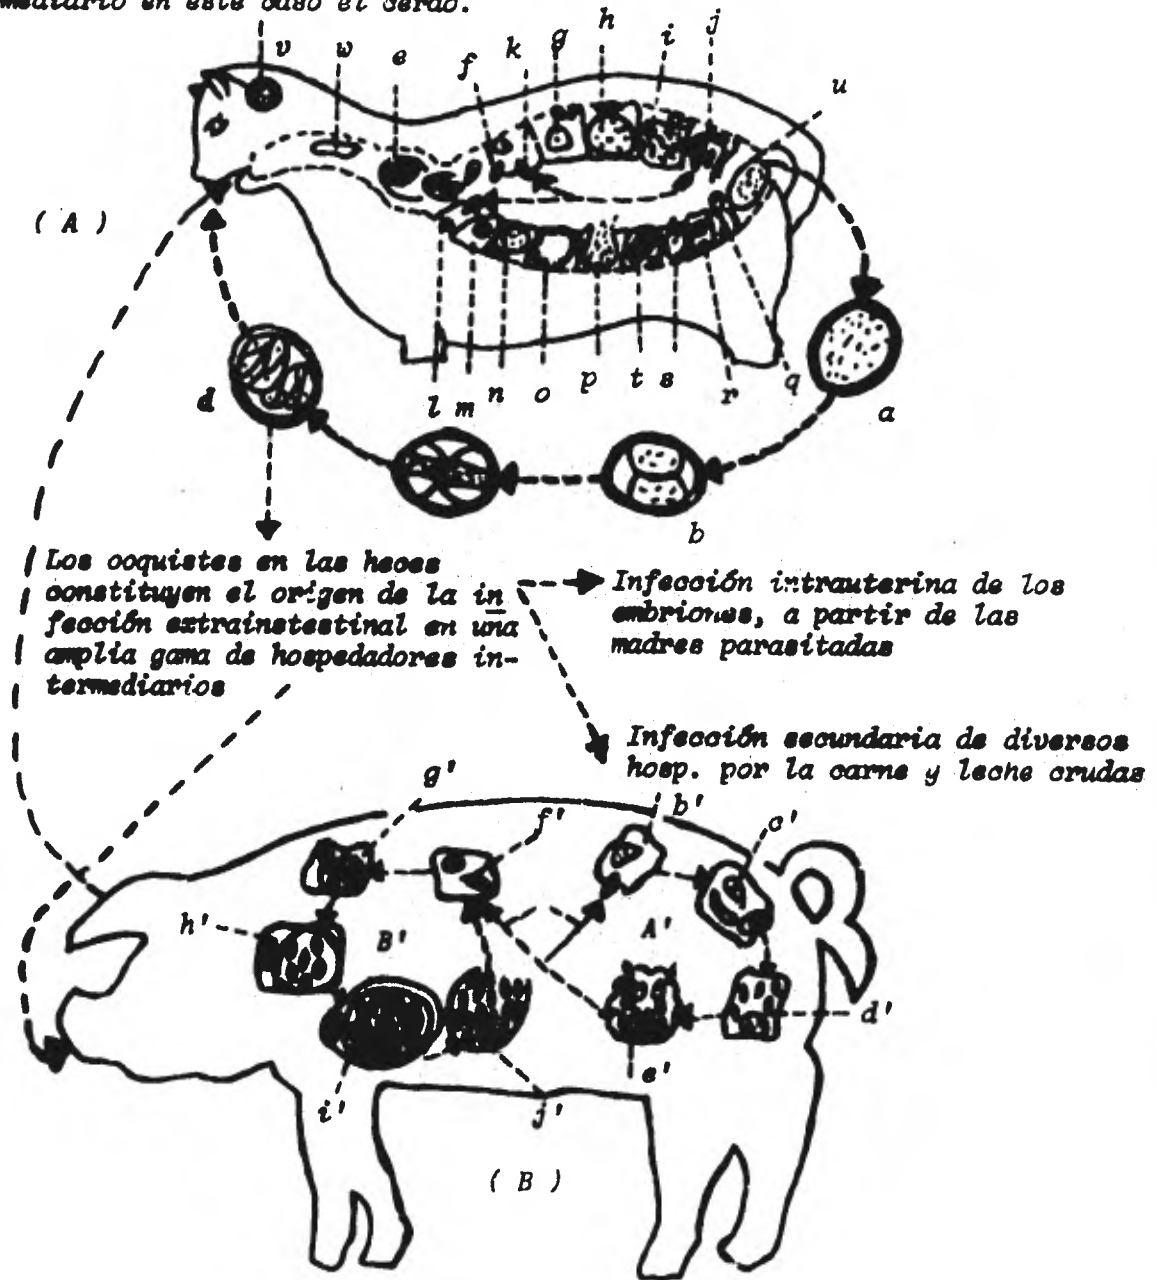 mediario en este caso el cerdo.
v w e f k g h i j u
( A )
d
l m n o p t s r q
a
b
Los ooquistes en las heces
constituyen el origen de la in
fección extrainstestinal en una
amplia gama de hospedadores in-
termediarios
Infección intrauterina de los
embriones, a partir de las
madres parasitadas
Infección secundaria de diversos
hosp. por la carne y leche crudas
g' f' b' c'
h' B' A'
d'
e'
i' j'
( B )